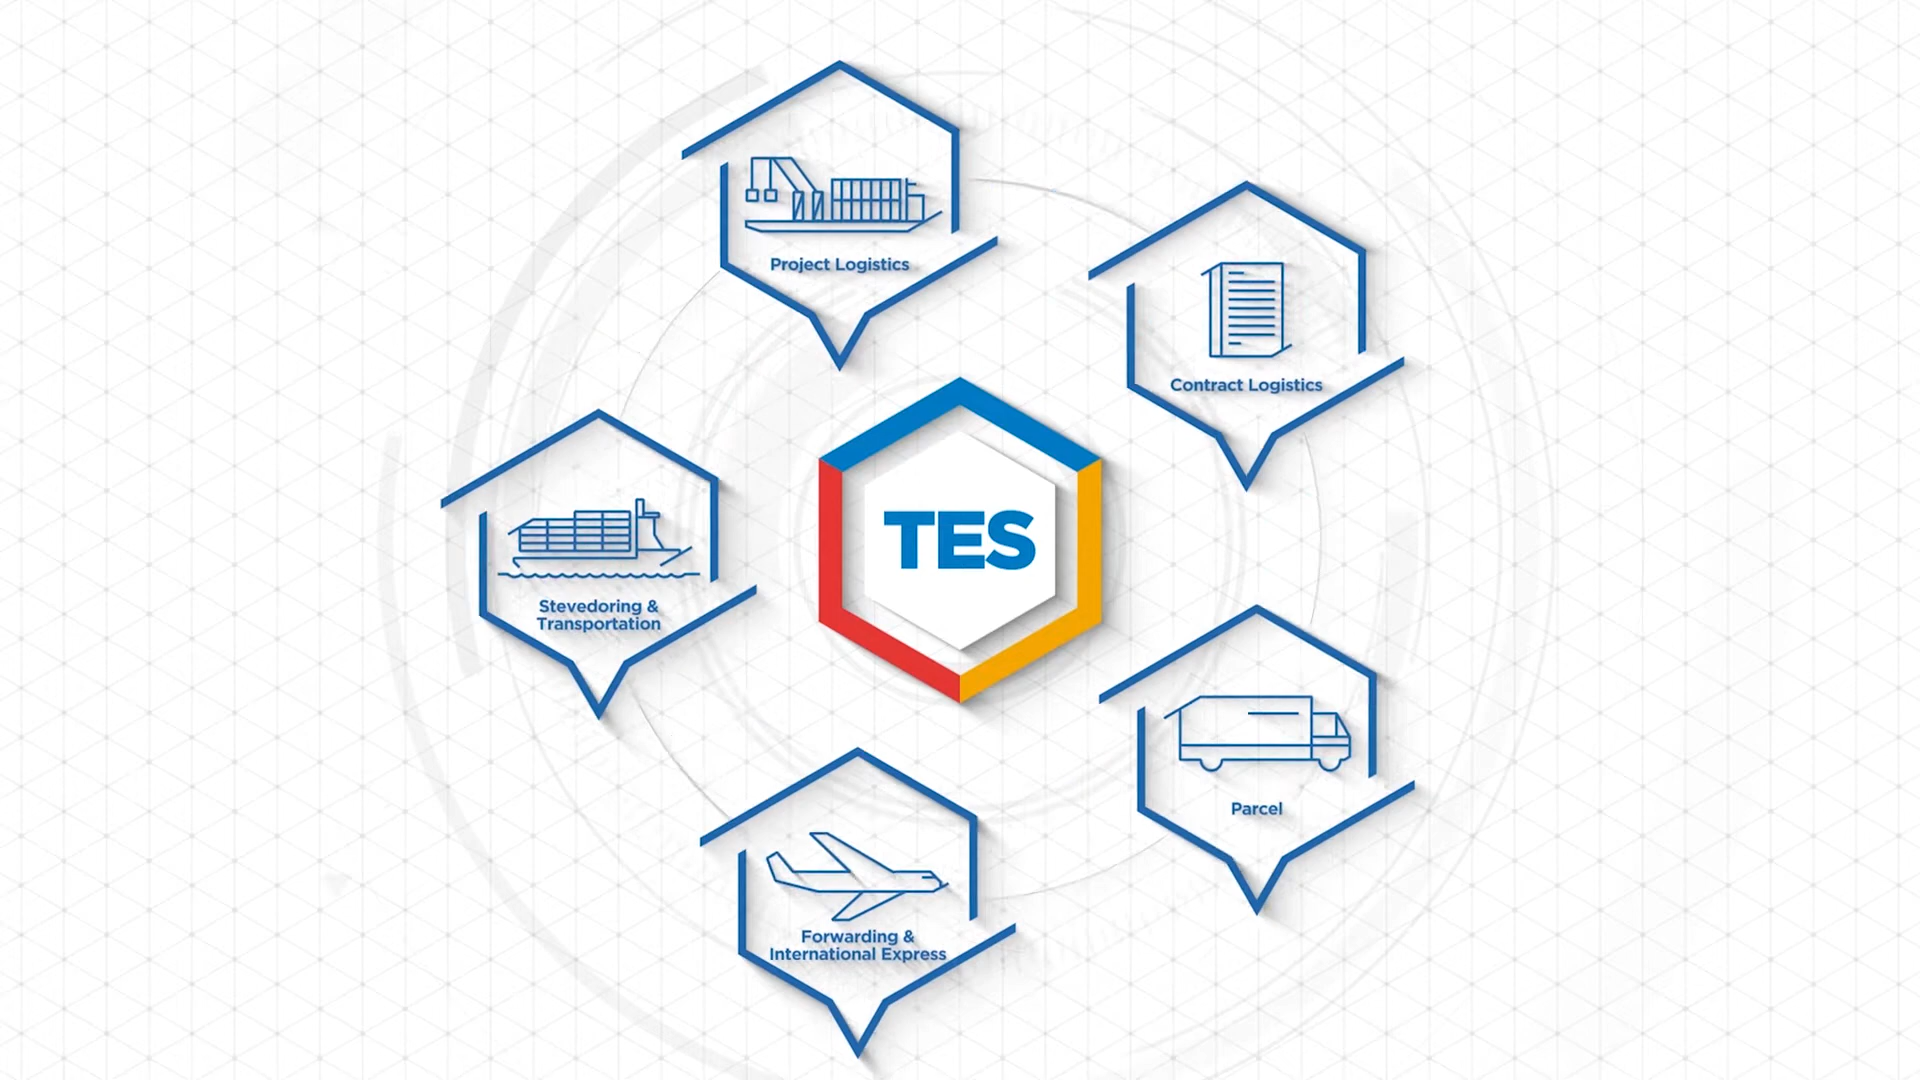 Project Logistics
Contract Logistics
TES
Stevedoring &
Transportation
Parcel
Forwarding &
International Express